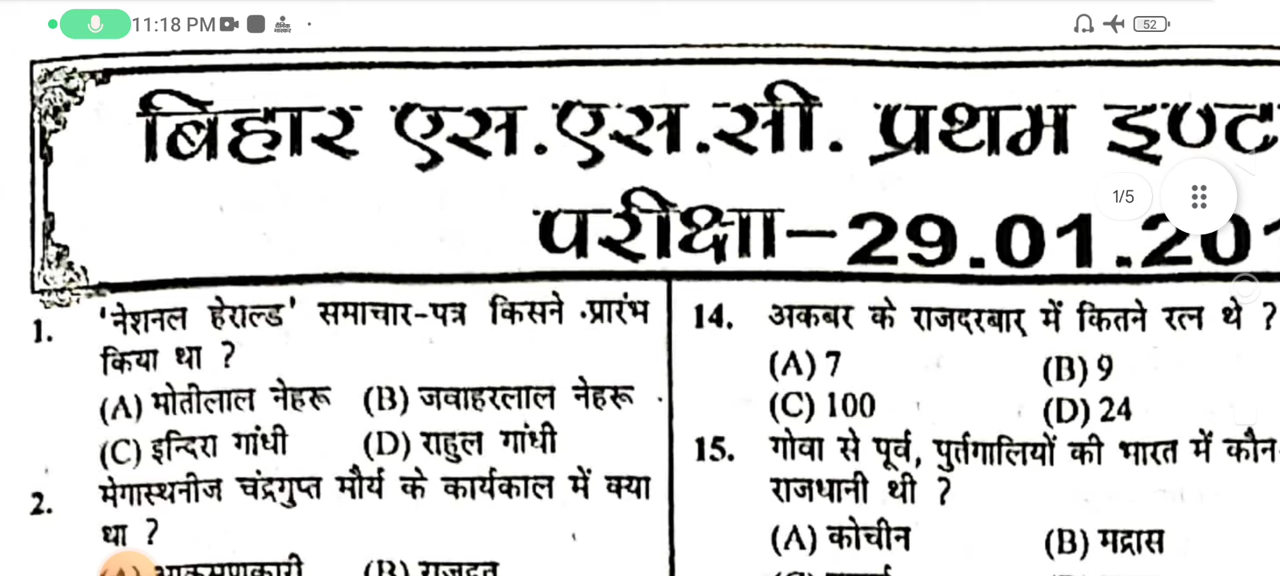 11:18 PM
52
बिहार एस.एस.सी. प्रथम
परीक्षा–29.01.20
1/5
1. 'नेशनल हेराल्ड' समाचार-पत्र किसने प्रारंभ
किया था ?
(A) मोतीलाल नेहरू (B) जवाहरलाल नेहरू
(C) इन्दिरा गांधी (D) राहुल गांधी
2. मेगास्थनीज चंद्रगुप्त मौर्य के कार्यकाल में क्या
था ?
(B) राजदूत
14. अकबर के राजदरबार में कितने रत्न थे ?
(A) 7 (B) 9
(C) 100 (D) 24
15. गोवा से पूर्व, पुर्तगालियों की भारत में कौन
राजधानी थी ?
(A) कोचीन (B) मद्रास